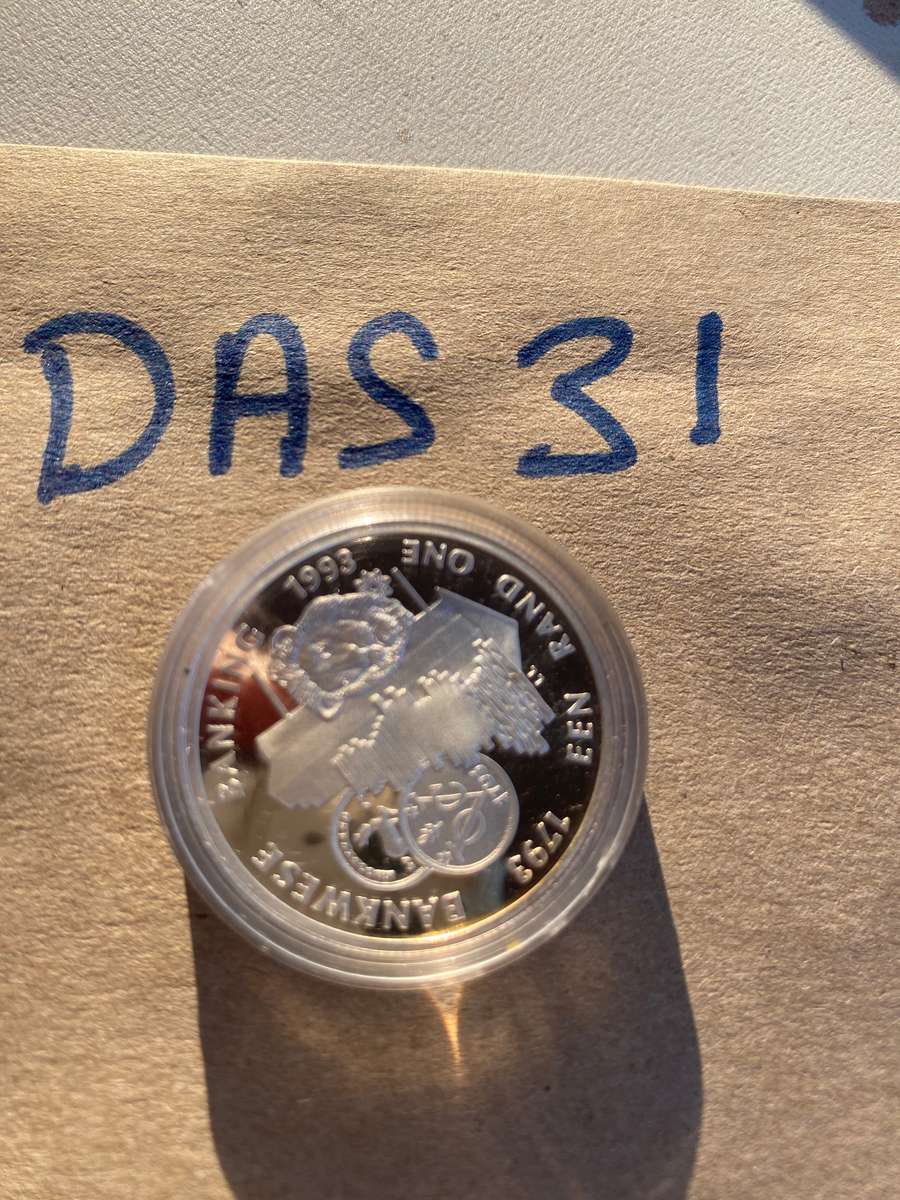 DAS 31
BANKING 1993
ONE RAND
EEN
1793
BANKWESE